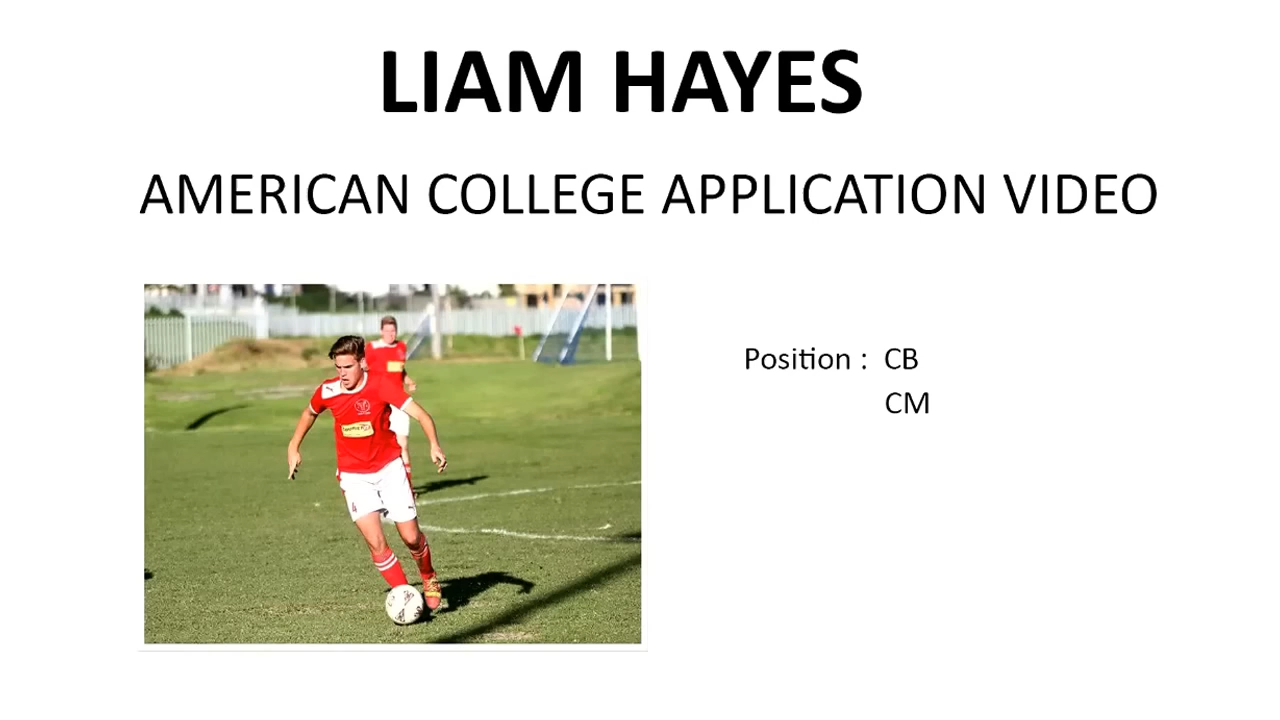 LIAM HAYES
AMERICAN COLLEGE APPLICATION VIDEO
Position : CB
CM